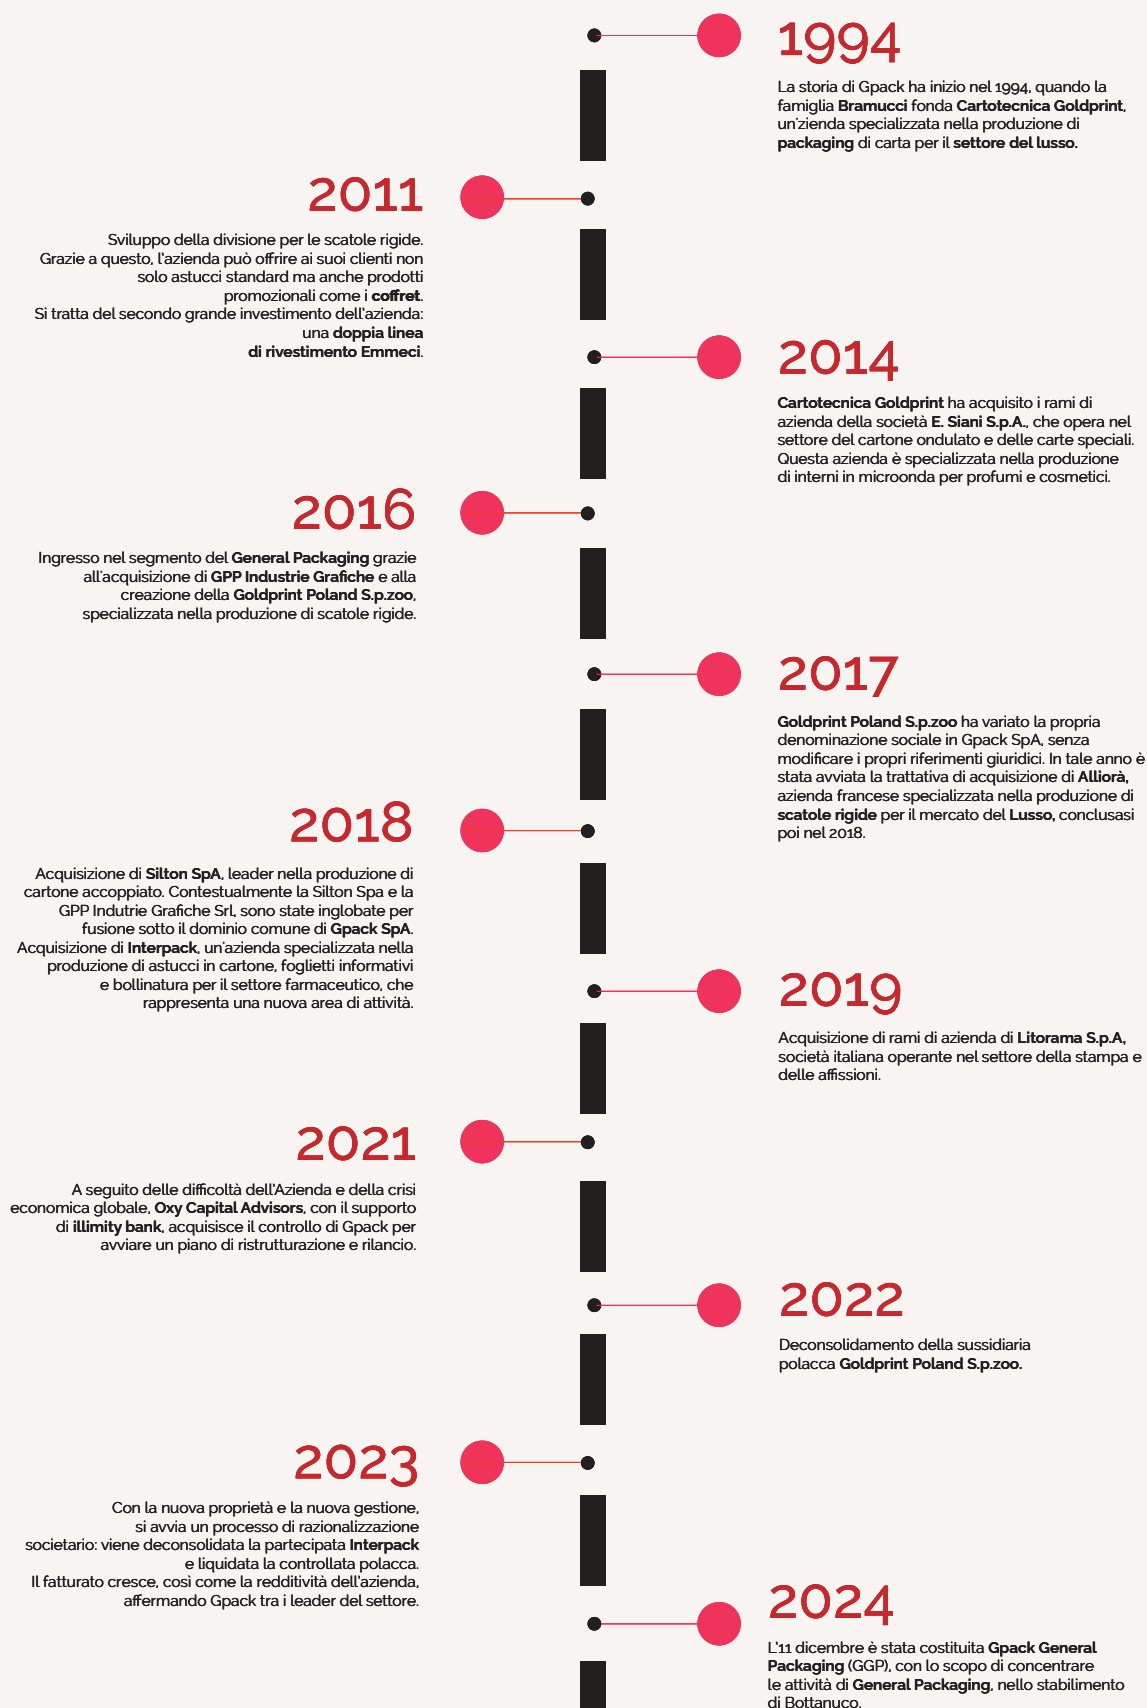 1994
La storia di Gpack ha inizio nel 1994, quando la
famiglia Bramucci fonda Cartotecnica Goldprint,
un'zienda specializzata nella produzione di
packaging di carta per il settore del lusso.
2011
Sviluppo della divisione per le scatole rigide.
Grazie a questo, l'azienda può offrire ai suoi clienti non
solo astucci standard ma anche prodotti
promozionali come i coffret.
Si tratta del secondo grande investimento dell'azienda:
una doppia linea
di rivestimento Emmeci.
2014
Cartotecnica Goldprint ha acquisito i rami di
azienda della società E. Siani S.p.A., che opera nel
settore del cartone ondulato e delle carte speciali.
Questa azienda è specializzata nella produzione
di interni in microonda per profumi e cosmetici.
2016
Ingresso nel segmento del General Packaging grazie
all'acquisizione di GPP Industrie Grafiche e alla
creazione della Goldprint Poland S.p.zoo,
specializzata nella produzione di scatole rigide.
2017
Goldprint Poland S.p.zoo ha variato la propria
denominazione sociale in Gpack SpA, senza
modificare i propri riferimenti giuridici. In tale anno è
stata avviata la trattativa di acquisizione di Alliorà,
azienda francese specializzata nella produzione di
scatole rigide per il mercato del Lusso, conclusasi
poi nel 2018.
2018
Acquisizione di Silton SpA, leader nella produzione di
cartone accoppiato. Contestualmente la Silton Spa e la
GPP Indutrie Grafiche Srl, sono state inglobate per
fusione sotto il dominio comune di Gpack SpA.
Acquisizione di Interpack, un'azienda specializzata nella
produzione di astucci in cartone, foglietti informativi
e bollinatura per il settore farmaceutico, che
rappresenta una nuova area di attività.
2019
Acquisizione di rami di azienda di Litorama S.p.A,
società italiana operante nel settore della stampa e
delle affissioni.
2021
A seguito delle difficoltà dell'Azienda e della crisi
economica globale, Oxy Capital Advisors, con il supporto
di illimity bank, acquisisce il controllo di Gpack per
avviare un piano di ristrutturazione e rilancio.
2022
Deconsolidamento della sussidiaria
polacca Goldprint Poland S.p.zoo.
2023
Con la nuova proprietà e la nuova gestione,
si avvia un processo di razionalizzazione
societario: viene deconsolidata la partecipata Interpack
e liquidata la controllata polacca.
Il fatturato cresce, così come la redditività dell'azienda,
affermando Gpack tra i leader del settore.
2024
L'11 dicembre è stata costituita Gpack General
Packaging (GGP), con lo scopo di concentrare
le attività di General Packaging, nello stabilimento
di Bottanuco.